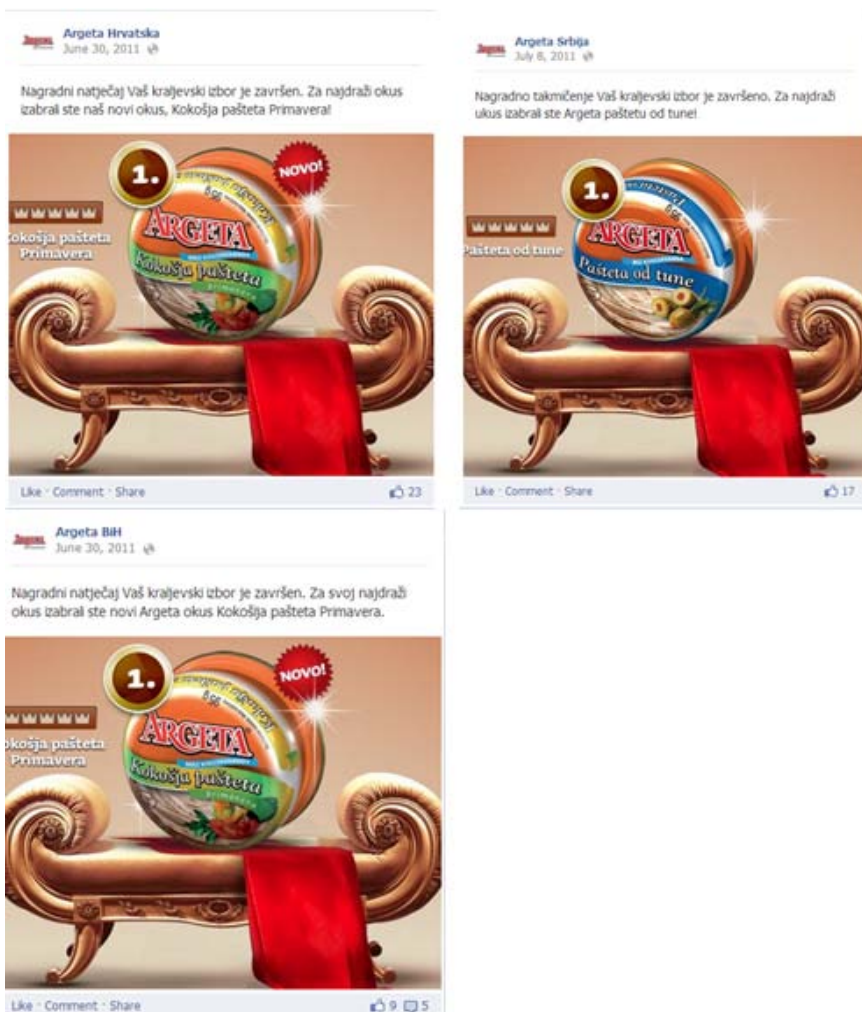 Argeta Hrvatska
June 30, 2011
Nagradni natječaj Vaš kraljevski izbor je završen. Za najdraži okus
izabrali ste naš novi okus, Kokošja pašteta Primavera!
1.
NOVO!
Kokošja pašteta
Primavera
ARGETA
Kokošja pašteta
primavera
Like · Comment · Share
23
Argeta Srbija
July 8, 2011
Nagradno takmičenje Vaš kraljevski izbor je završeno. Za najdraži
ukus izabrali ste Argeta paštetu od tune!
1.
Pašteta od tune
ARGETA
Pašteta od tune
Like · Comment · Share
17
Argeta BiH
June 30, 2011
Nagradni natječaj Vaš kraljevski izbor je završen. Za svoj najdraži
okus izabrali ste novi Argeta okus Kokošija pašteta Primavera.
1.
NOVO!
okošja pašteta
Primavera
ARGETA
Kokošja pašteta
primavera
Like · Comment · Share
9 5